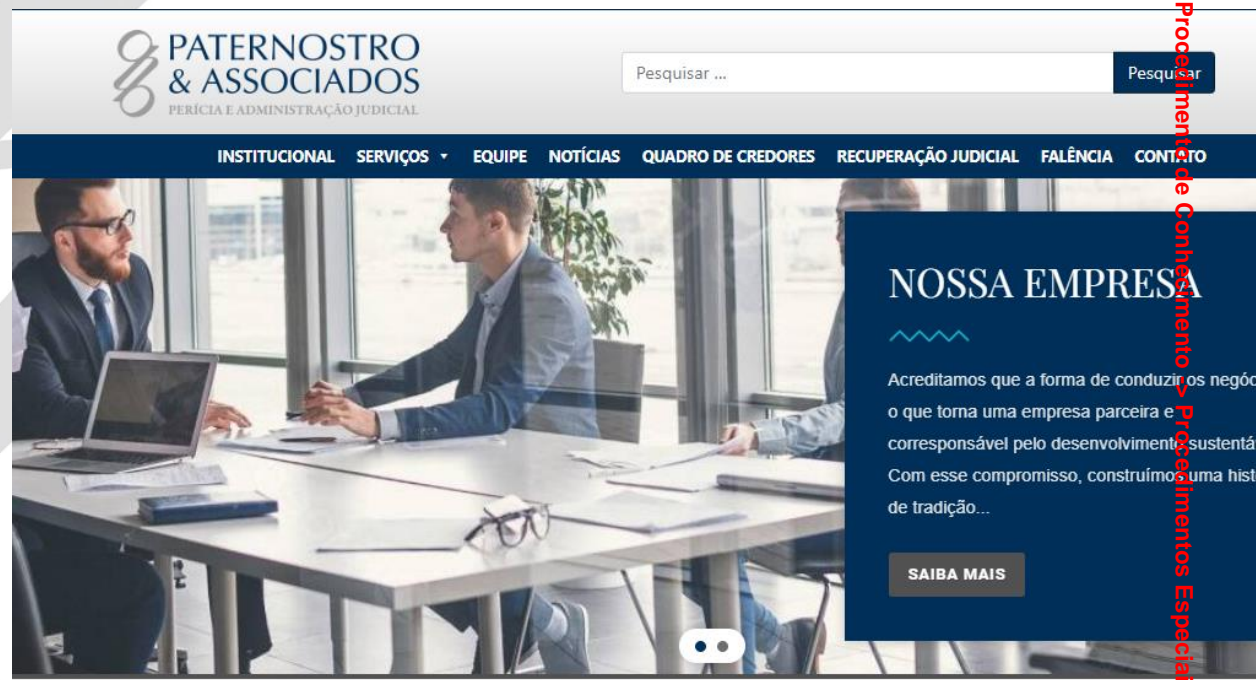 PATERNOSTRO
& ASSOCIADOS
PERÍCIA E ADMINISTRAÇÃO JUDICIAL
Pesquisar ...
Pesquisar
INSTITUCIONAL SERVIÇOS EQUIPE NOTÍCIAS QUADRO DE CREDORES RECUPERAÇÃO JUDICIAL FALÊNCIA CONTATO
NOSSA EMPRESA
Acreditamos que a forma de conduzir os negóc
o que torna uma empresa parceira e
corresponsável pelo desenvolvimento sustentá
Com esse compromisso, construímos uma hist
de tradição...
SAIBA MAIS
Procedimento de Conhecimento -> Procedimentos Especiai